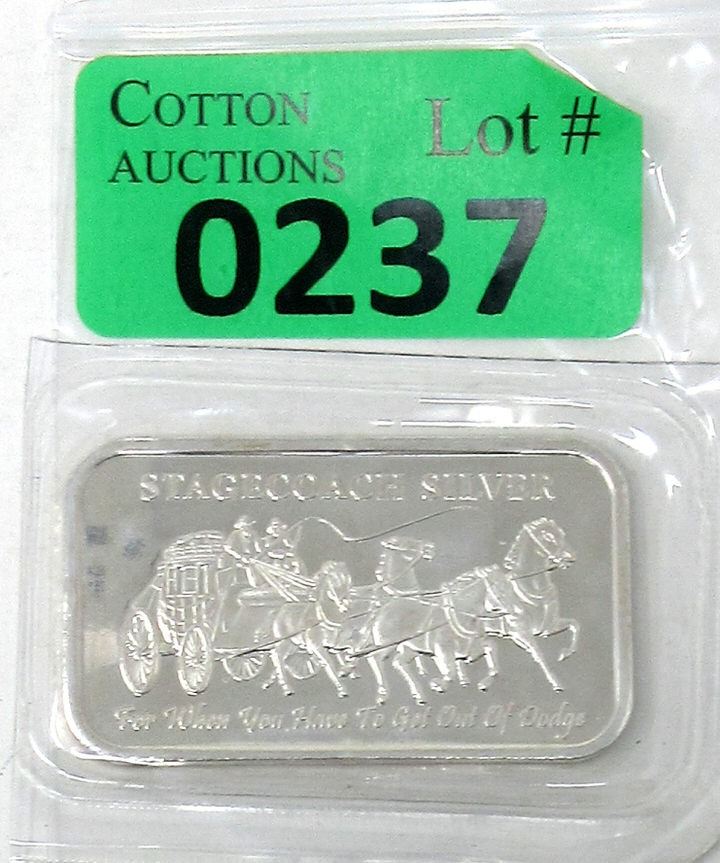 COTTON
AUCTIONS
Lot #
0237
STAGECOACH SILVER
For When You Have To Get Out Of Dodge